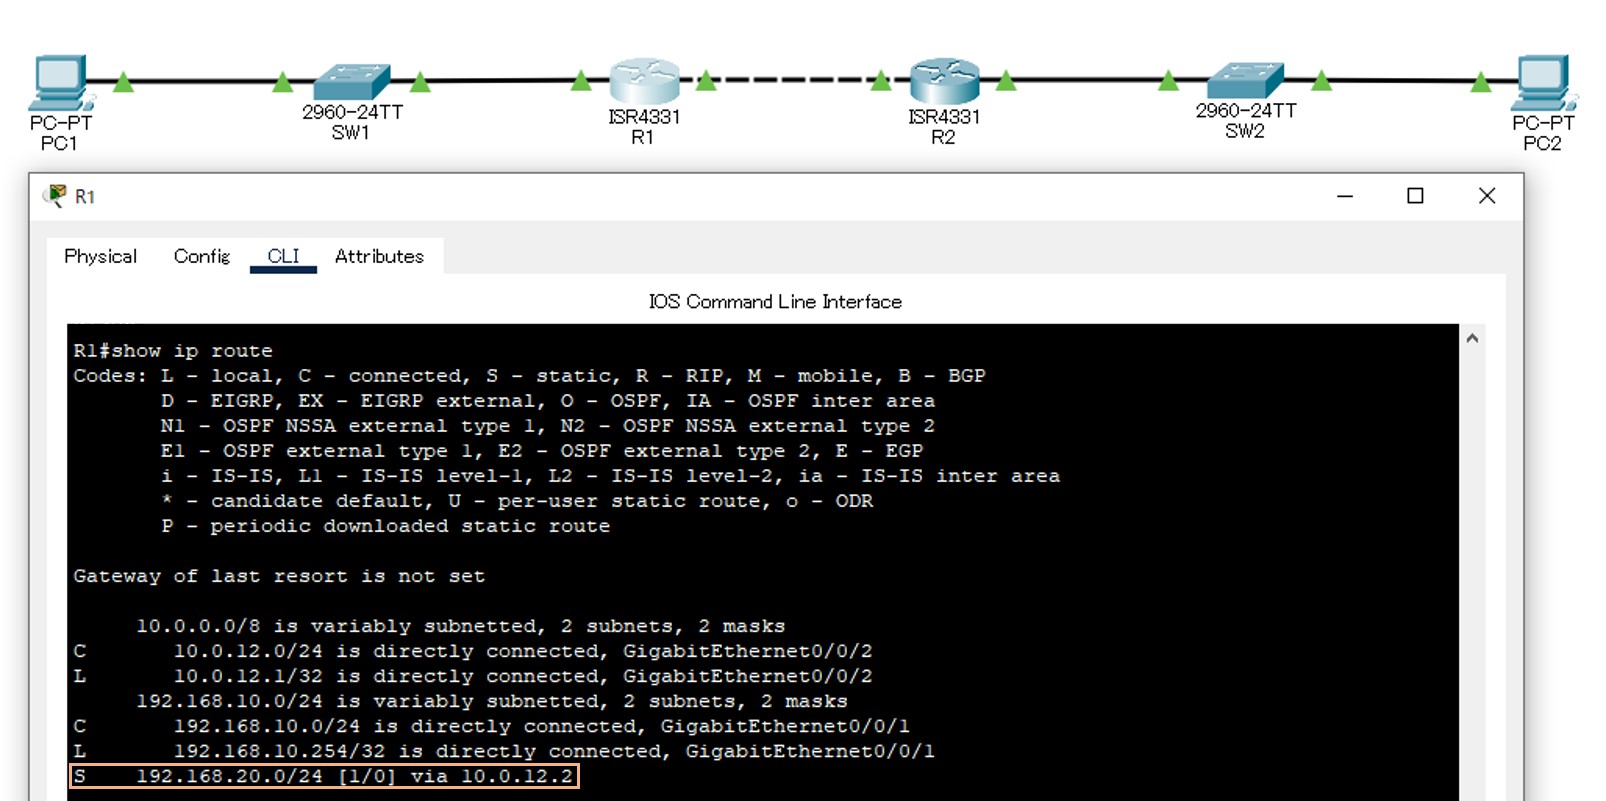 PC-PT
PC1
2960-24TT
SW1
ISR4331
R1
ISR4331
R2
2960-24TT
SW2
PC-PT
PC2
R1
Physical Config CLI Attributes
IOS Command Line Interface
R1#show ip route
Codes: L - local, C - connected, S - static, R - RIP, M - mobile, B - BGP
D - EIGRP, EX - EIGRP external, O - OSPF, IA - OSPF inter area
N1 - OSPF NSSA external type 1, N2 - OSPF NSSA external type 2
E1 - OSPF external type 1, E2 - OSPF external type 2, E - EGP
i - IS-IS, L1 - IS-IS level-1, L2 - IS-IS level-2, ia - IS-IS inter area
* - candidate default, U - per-user static route, o - ODR
P - periodic downloaded static route
Gateway of last resort is not set
10.0.0.0/8 is variably subnetted, 2 subnets, 2 masks
C 10.0.12.0/24 is directly connected, GigabitEthernet0/0/2
L 10.0.12.1/32 is directly connected, GigabitEthernet0/0/2
192.168.10.0/24 is variably subnetted, 2 subnets, 2 masks
C 192.168.10.0/24 is directly connected, GigabitEthernet0/0/1
L 192.168.10.254/32 is directly connected, GigabitEthernet0/0/1
S 192.168.20.0/24 [1/0] via 10.0.12.2